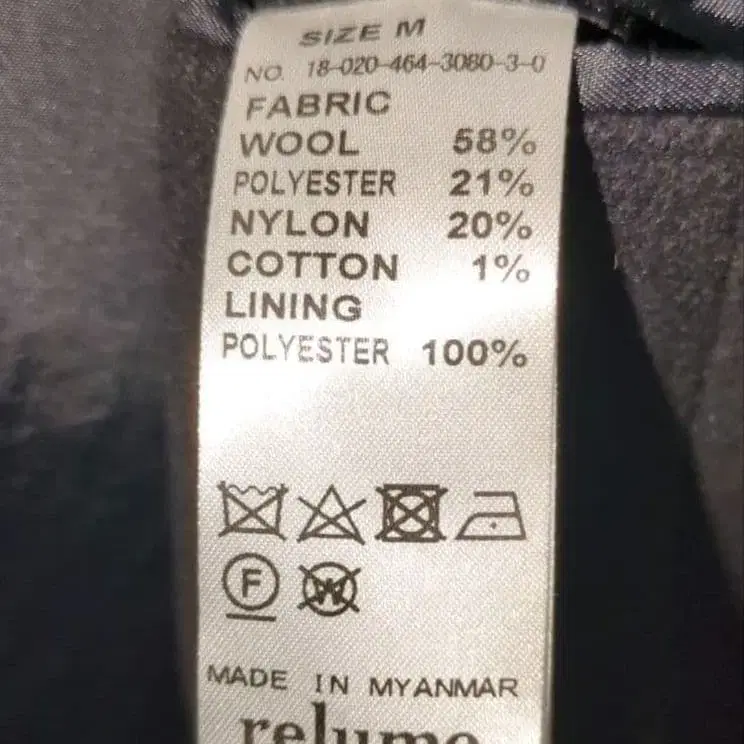 SIZE M
NO. 18-020-464-3080-3-0
FABRIC
WOOL 58%
POLYESTER 21%
NYLON 20%
COTTON 1%
LINING
POLYESTER 100%
F
W
MADE IN MYANMAR
relume